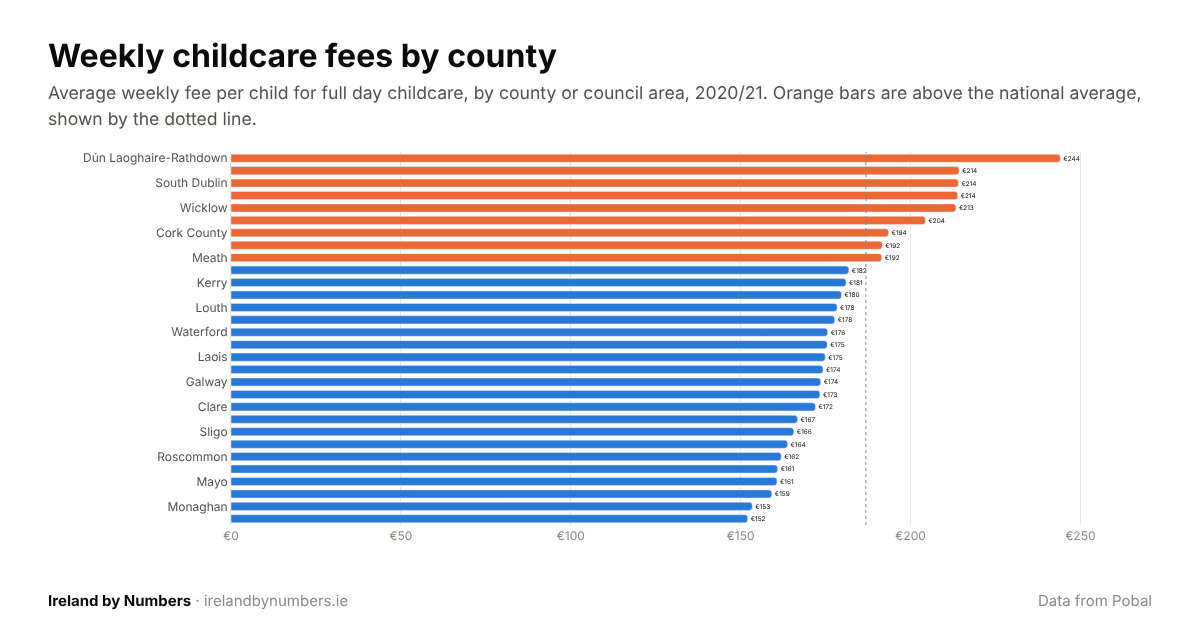 Weekly childcare fees by county
Average weekly fee per child for full day childcare, by county or council area, 2020/21. Orange bars are above the national average,
shown by the dotted line.
Dún Laoghaire-Rathdown €244
€214
South Dublin €214
€214
Wicklow €213
€204
Cork County €194
€192
Meath €192
€182
Kerry €181
€180
Louth €178
€178
Waterford €176
€175
Laois €175
€174
Galway €174
€173
Clare €172
€167
Sligo €166
€164
Roscommon €162
€161
Mayo €161
€159
Monaghan €153
€152
€0 €50 €100 €150 €200 €250
Ireland by Numbers · irelandbynumbers.ie Data from Pobal